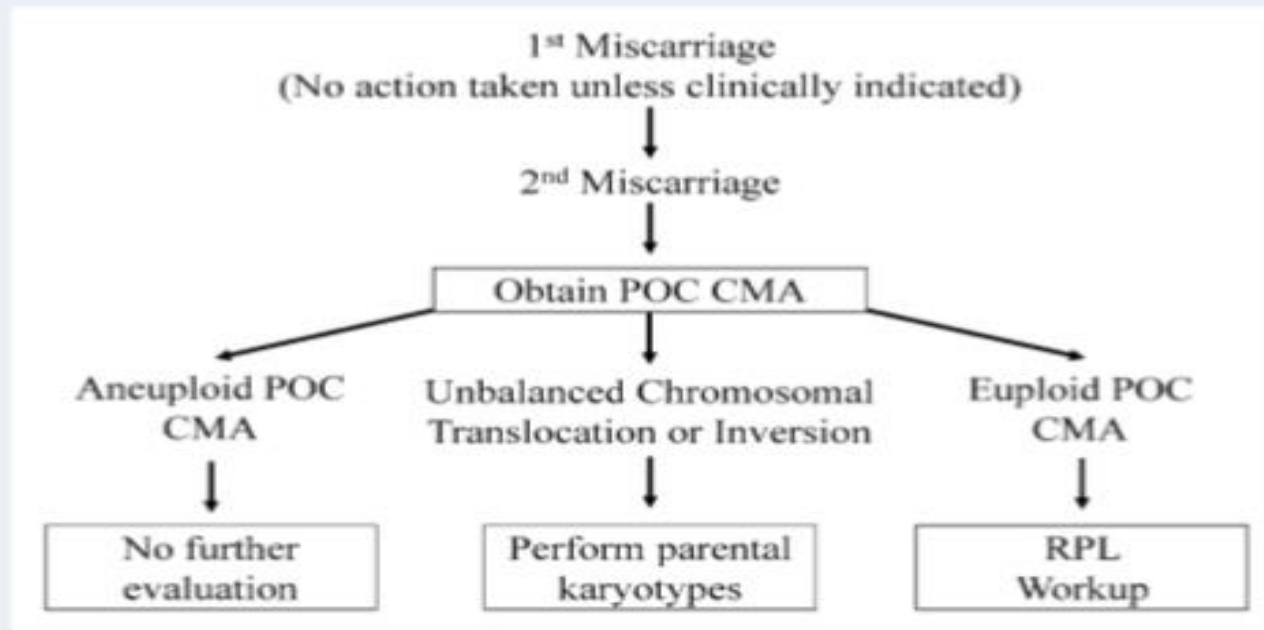 1st Miscarriage
(No action taken unless clinically indicated)
2nd Miscarriage
Obtain POC CMA
Aneuploid POC
CMA
Unbalanced Chromosomal
Translocation or Inversion
Euploid POC
CMA
No further
evaluation
Perform parental
karyotypes
RPL
Workup